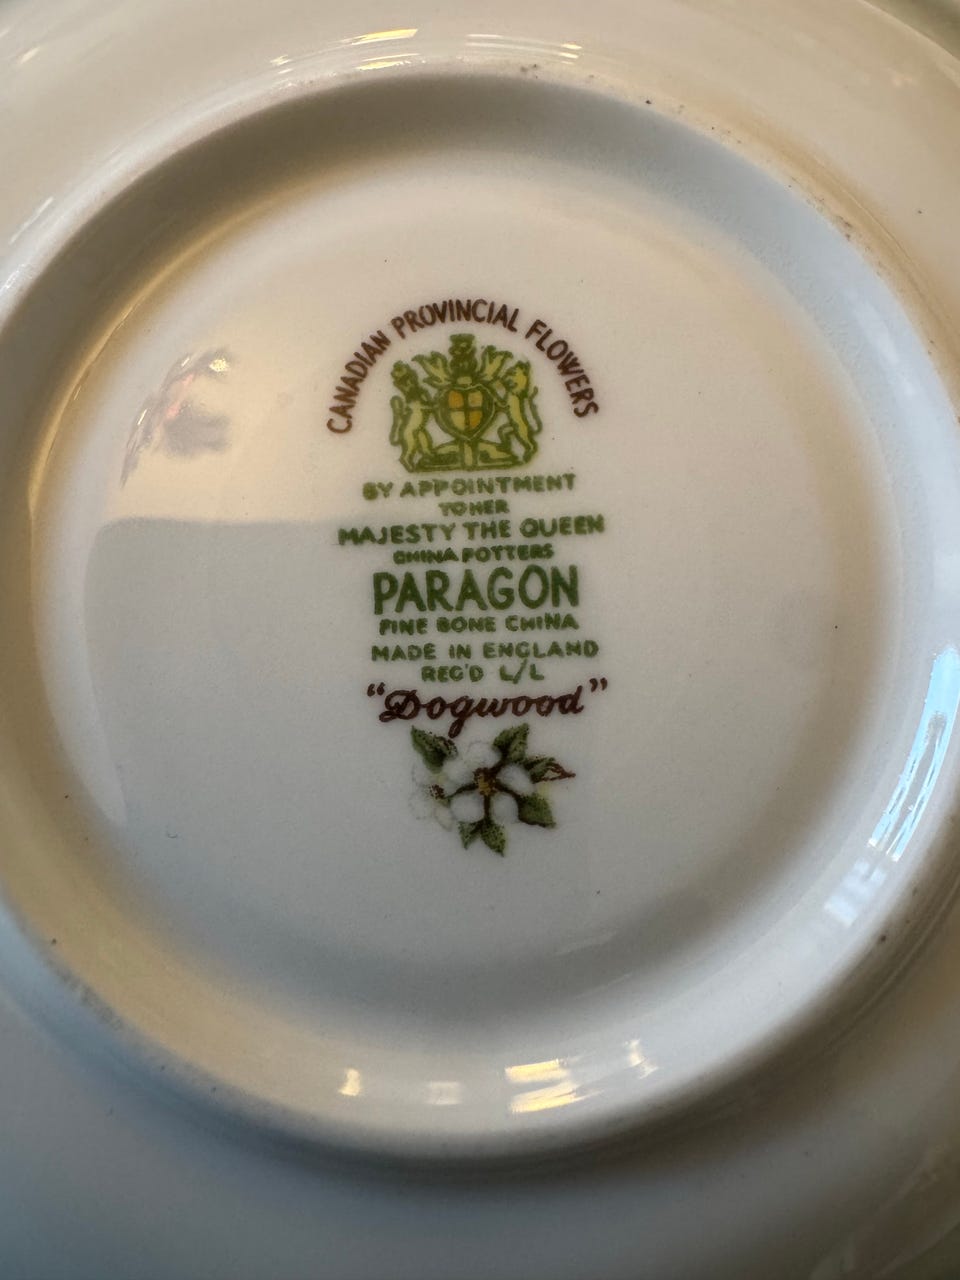 CANADIAN PROVINCIAL FLOWERS
BY APPOINTMENT
TO HER
MAJESTY THE QUEEN
CHINA POTTERS
PARAGON
FINE BONE CHINA
MADE IN ENGLAND
REG'D L/L
"Dogwood"